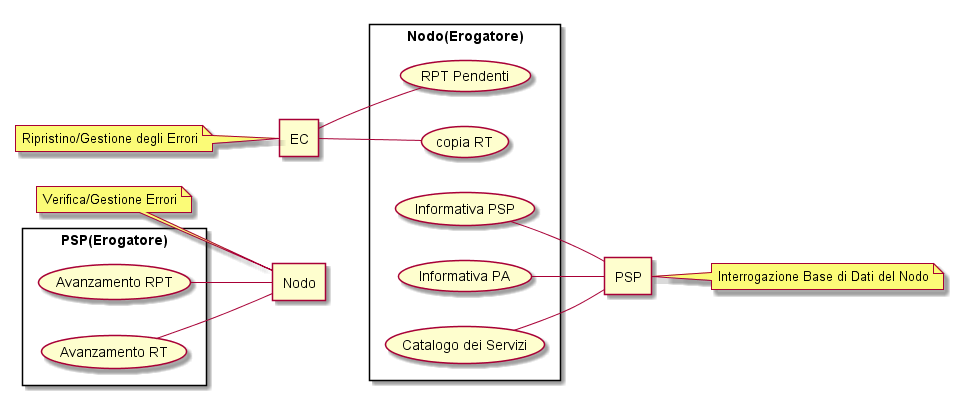 Nodo(Erogatore)
RPT Pendenti
Ripristino/Gestione degli Errori
EC
copia RT
Verifica/Gestione Errori
Informativa PSP
PSP(Erogatore)
Avanzamento RPT
Nodo
Informativa PA
PSP
Interrogazione Base di Dati del Nodo
Avanzamento RT
Catalogo dei Servizi